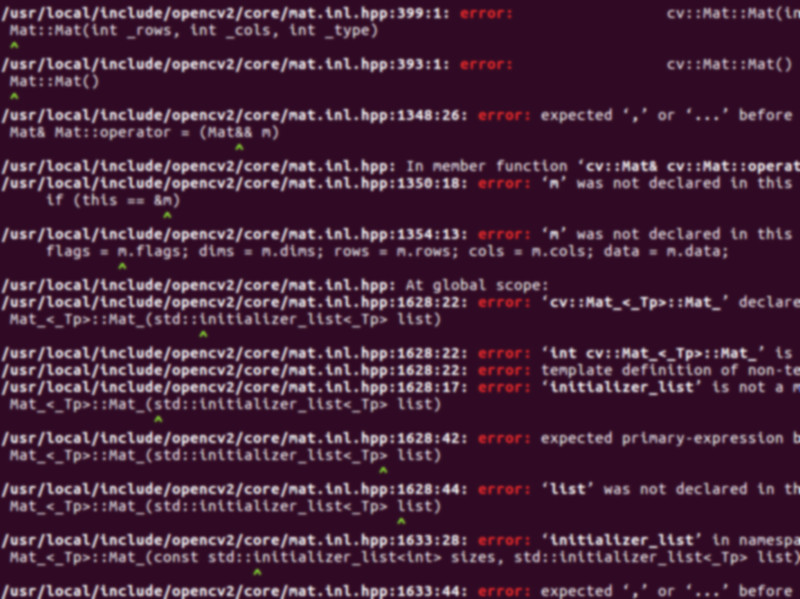 /usr/local/include/opencv2/core/mat.inl.hpp:399:1: error: cv::Mat::Mat(in
Mat::Mat(int _rows, int _cols, int _type)
^
/usr/local/include/opencv2/core/mat.inl.hpp:393:1: error: cv::Mat::Mat()
Mat::Mat()
^
/usr/local/include/opencv2/core/mat.inl.hpp:1348:26: error: expected ‘,’ or ‘...’ before
Mat& Mat::operator = (Mat&& m)
^
/usr/local/include/opencv2/core/mat.inl.hpp: In member function ‘cv::Mat& cv::Mat::operat
/usr/local/include/opencv2/core/mat.inl.hpp:1350:18: error: ‘m’ was not declared in this
if (this == &m)
^
/usr/local/include/opencv2/core/mat.inl.hpp:1354:13: error: ‘m’ was not declared in this
flags = m.flags; dims = m.dims; rows = m.rows; cols = m.cols; data = m.data;
^
/usr/local/include/opencv2/core/mat.inl.hpp: At global scope:
/usr/local/include/opencv2/core/mat.inl.hpp:1628:22: error: ‘cv::Mat_<_Tp>::Mat_’ declare
Mat_<_Tp>::Mat_(std::initializer_list<_Tp> list)
^
/usr/local/include/opencv2/core/mat.inl.hpp:1628:22: error: ‘int cv::Mat_<_Tp>::Mat_’ is
/usr/local/include/opencv2/core/mat.inl.hpp:1628:22: error: template definition of non-te
/usr/local/include/opencv2/core/mat.inl.hpp:1628:17: error: ‘initializer_list’ is not a m
Mat_<_Tp>::Mat_(std::initializer_list<_Tp> list)
^
/usr/local/include/opencv2/core/mat.inl.hpp:1628:42: error: expected primary-expression b
Mat_<_Tp>::Mat_(std::initializer_list<_Tp> list)
^
/usr/local/include/opencv2/core/mat.inl.hpp:1628:44: error: ‘list’ was not declared in th
Mat_<_Tp>::Mat_(std::initializer_list<_Tp> list)
^
/usr/local/include/opencv2/core/mat.inl.hpp:1633:28: error: ‘initializer_list’ in namespa
Mat_<_Tp>::Mat_(const std::initializer_list<int> sizes, std::initializer_list<_Tp> list)
^
/usr/local/include/opencv2/core/mat.inl.hpp:1633:44: error: expected ‘,’ or ‘...’ before